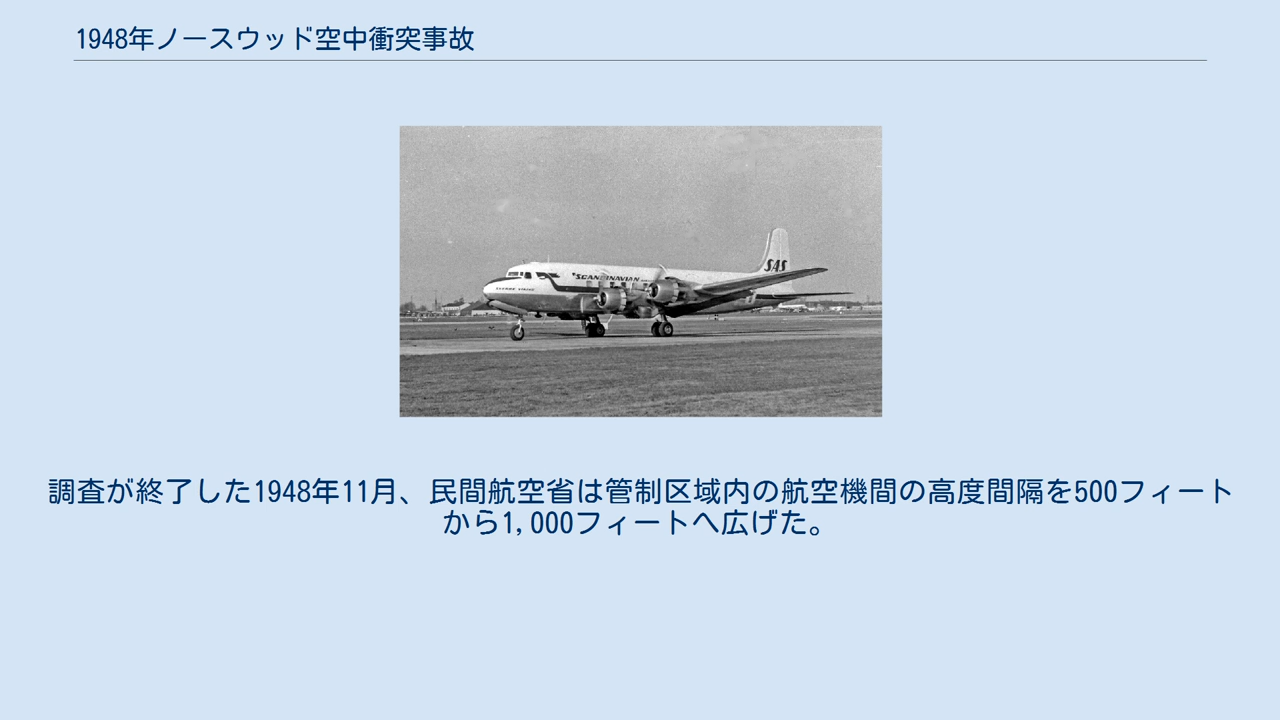 1948年ノースウッド空中衝突事故
SAS
SCANDINAVIAN
調査が終了した1948年11月、民間航空省は管制区域内の航空機間の高度間隔を500フィート
から1,000フィートへ広げた。